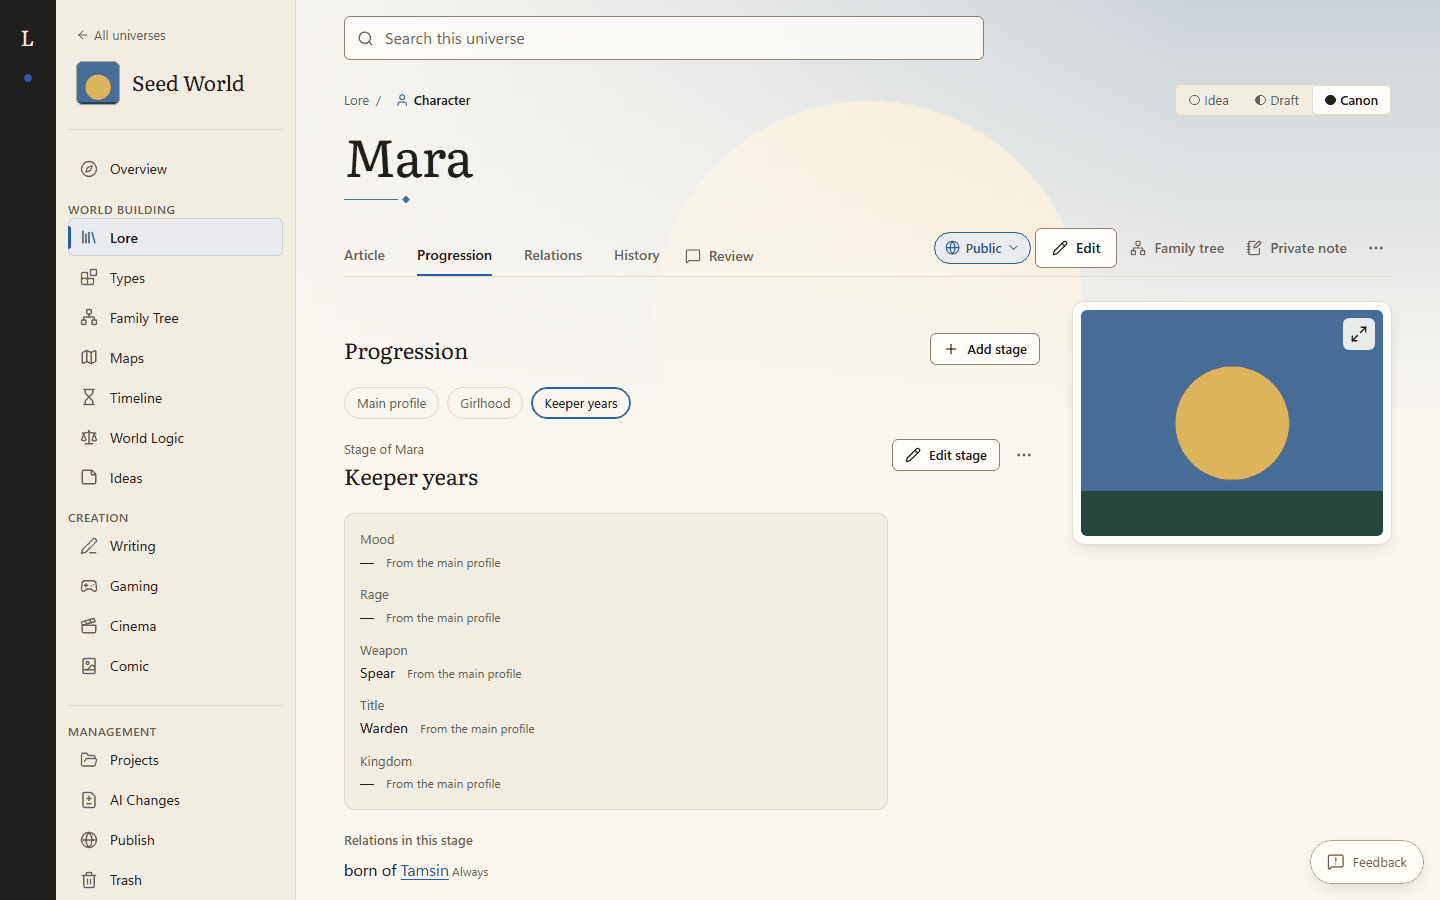 L
All universes
Seed World
Overview
WORLD BUILDING
Lore
Types
Family Tree
Maps
Timeline
World Logic
Ideas
CREATION
Writing
Gaming
Cinema
Comic
MANAGEMENT
Projects
AI Changes
Publish
Trash
Search this universe
Lore / Character
Idea Draft Canon
Mara
Article Progression Relations History Review
Public Edit Family tree Private note
Progression
Add stage
Main profile Girlhood Keeper years
Stage of Mara
Keeper years
Edit stage
Mood
— From the main profile
Rage
— From the main profile
Weapon
Spear From the main profile
Title
Warden From the main profile
Kingdom
— From the main profile
Relations in this stage
born of Tamsin Always
Feedback